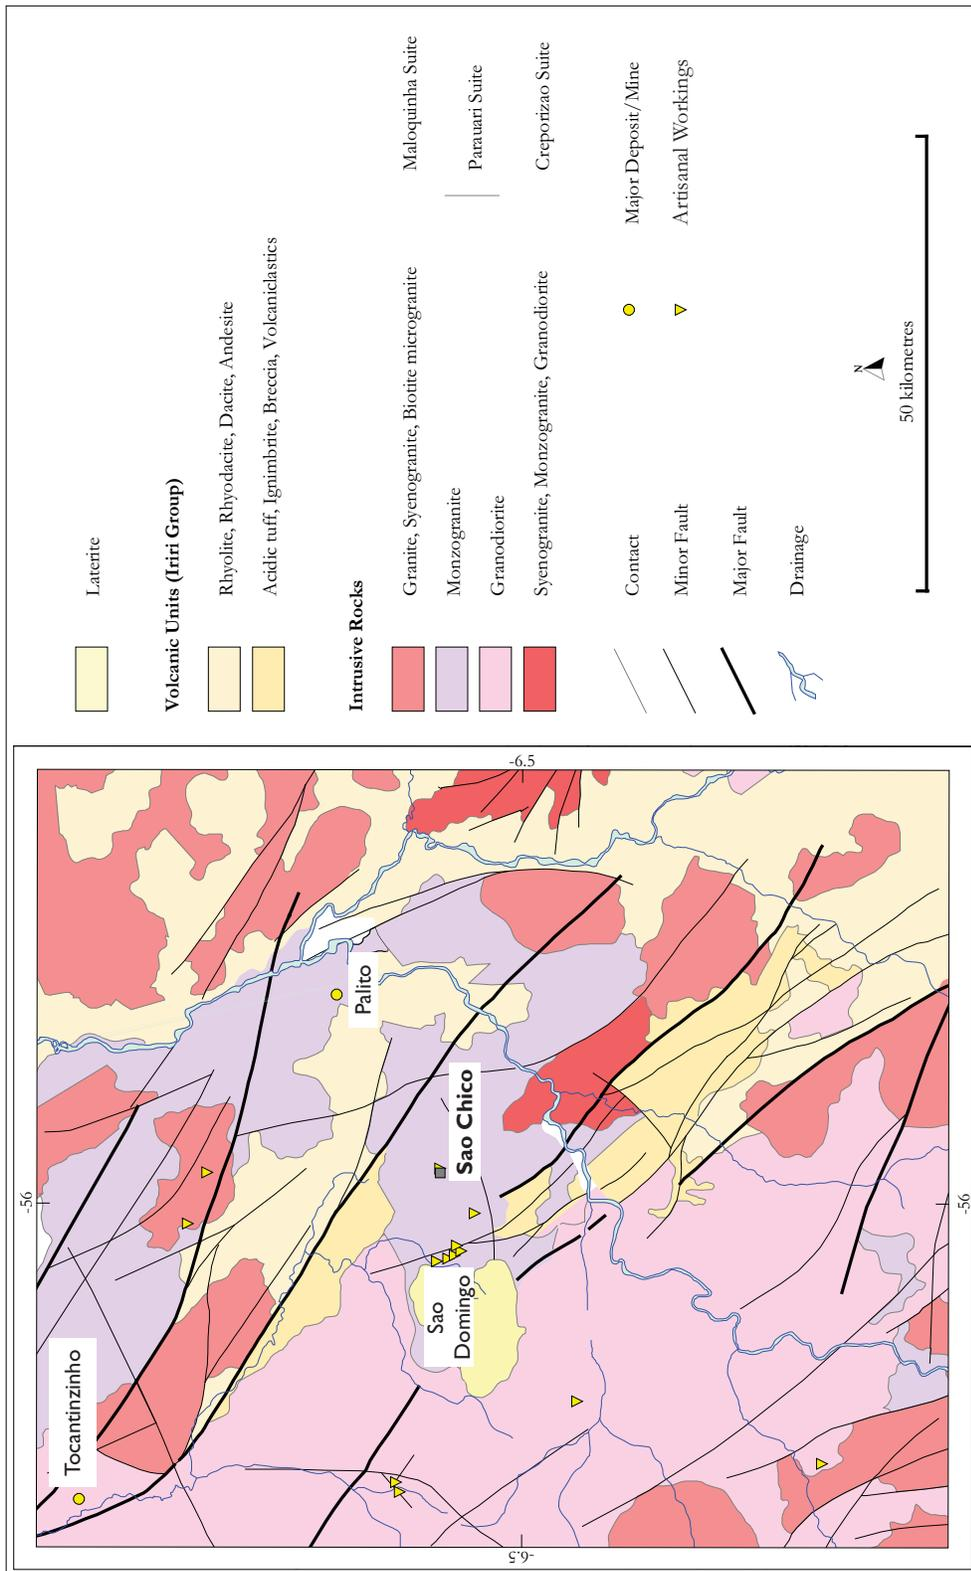 Tocantinzinho
Palito
Sao Chico
Sao
Domingo
-56
-56
-6.5
-6.5
Laterite
Volcanic Units (Iriri Group)
Rhyolite, Rhyodacite, Dacite, Andesite
Acidic tuff, Ignimbrite, Breccia, Volcaniclastics
Intrusive Rocks
Granite, Syenogranite, Biotite microgranite Maloquinha Suite
Monzogranite
Parauari Suite
Granodiorite
Syenogranite, Monzogranite, Granodiorite Creporizao Suite
Contact Major Deposit/Mine
Minor Fault Artisanal Workings
Major Fault
Drainage
N
50 kilometres